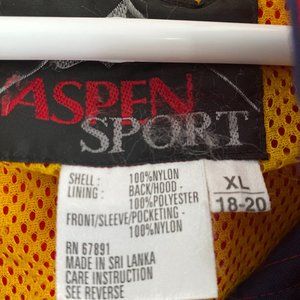 ASPEN
SPORT
SHELL : 100%NYLON
LINING : BACK/HOOD -
100%POLYESTER
FRONT/SLEEVE/POCKETING -
100%NYLON
RN 67891
MADE IN SRI LANKA
CARE INSTRUCTION
SEE REVERSE
XL
18-20